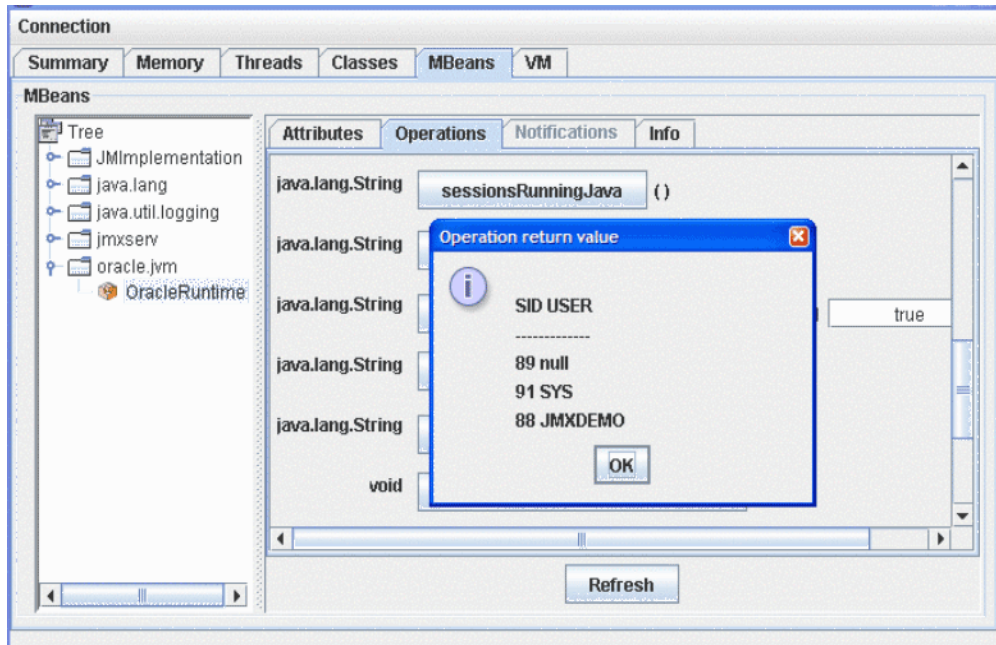 Connection
Summary Memory Threads Classes MBeans VM
MBeans
Tree
JMImplementation
java.lang
java.util.logging
jmxserv
oracle.jvm
OracleRuntime
Attributes Operations Notifications Info
java.lang.String sessionsRunningJava ( )
java.lang.String
java.lang.String true
java.lang.String
java.lang.String
void
Operation return value
i
SID USER
-------------
89 null
91 SYS
88 JMXDEMO
OK
Refresh